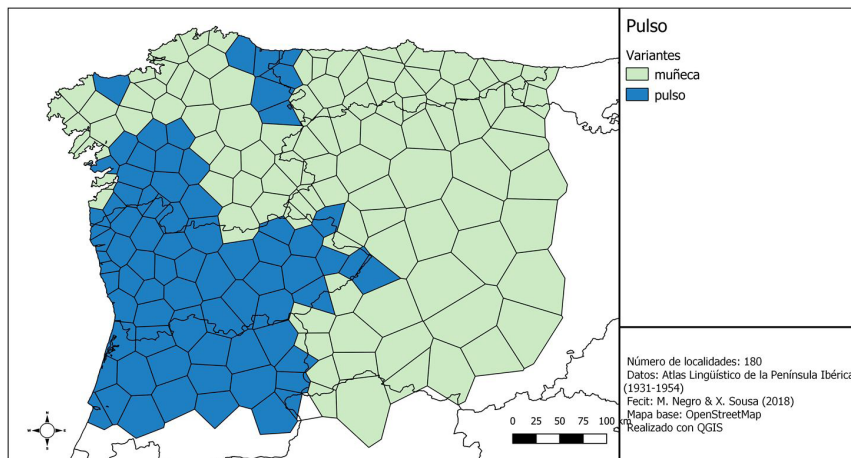 Pulso
Variantes
muñeca
pulso
Número de localidades: 180
Datos: Atlas Lingüístico de la Península Ibérica
(1931-1954)
Fecit: M. Negro & X. Sousa (2018)
Mapa base: OpenStreetMap
Realizado con QGIS
0 25 50 75 100 km
N
W E
S